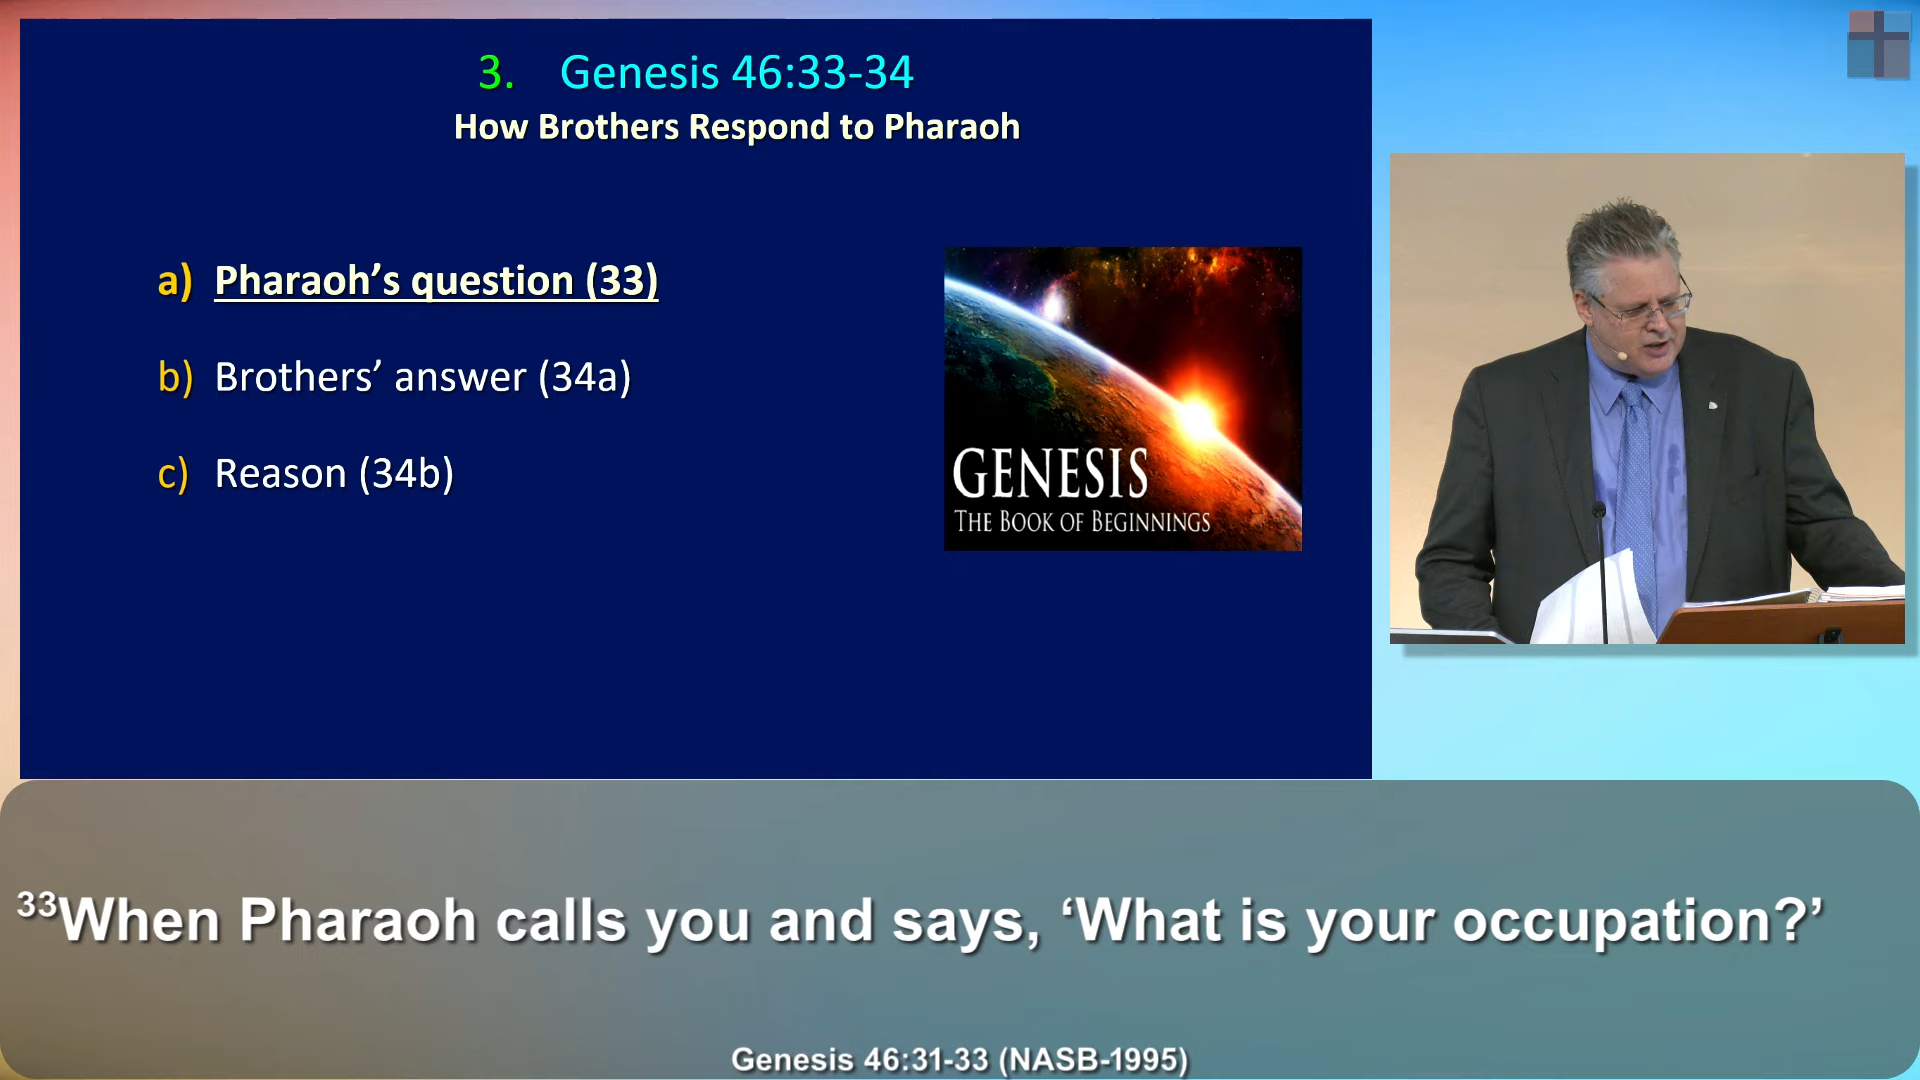 3. Genesis 46:33-34
How Brothers Respond to Pharaoh
a) Pharaoh’s question (33)
b) Brothers’ answer (34a)
c) Reason (34b)
GENESIS
THE BOOK OF BEGINNINGS
33When Pharaoh calls you and says, ‘What is your occupation?’
Genesis 46:31-33 (NASB-1995)